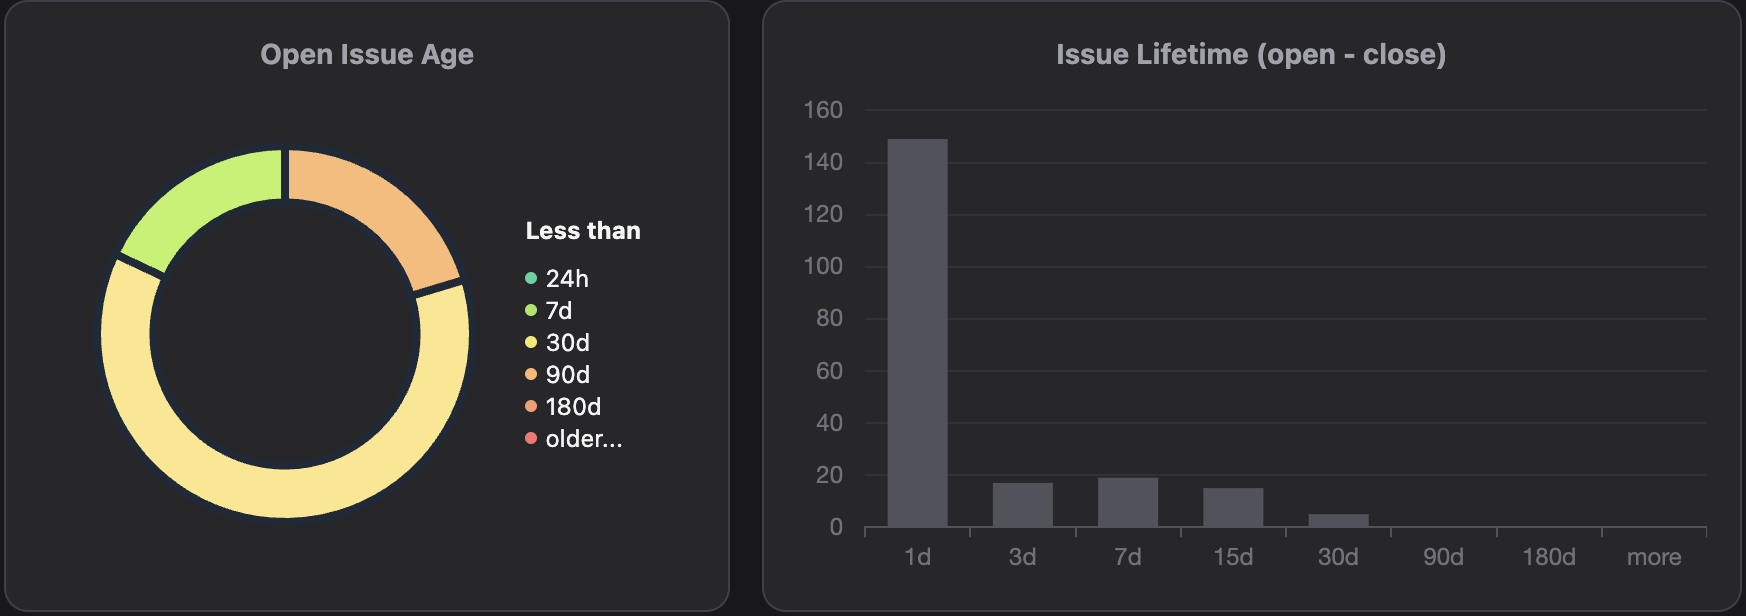 Open Issue Age
Less than
24h
7d
30d
90d
180d
older...
Issue Lifetime (open - close)
160
140
120
100
80
60
40
20
0
1d 3d 7d 15d 30d 90d 180d more